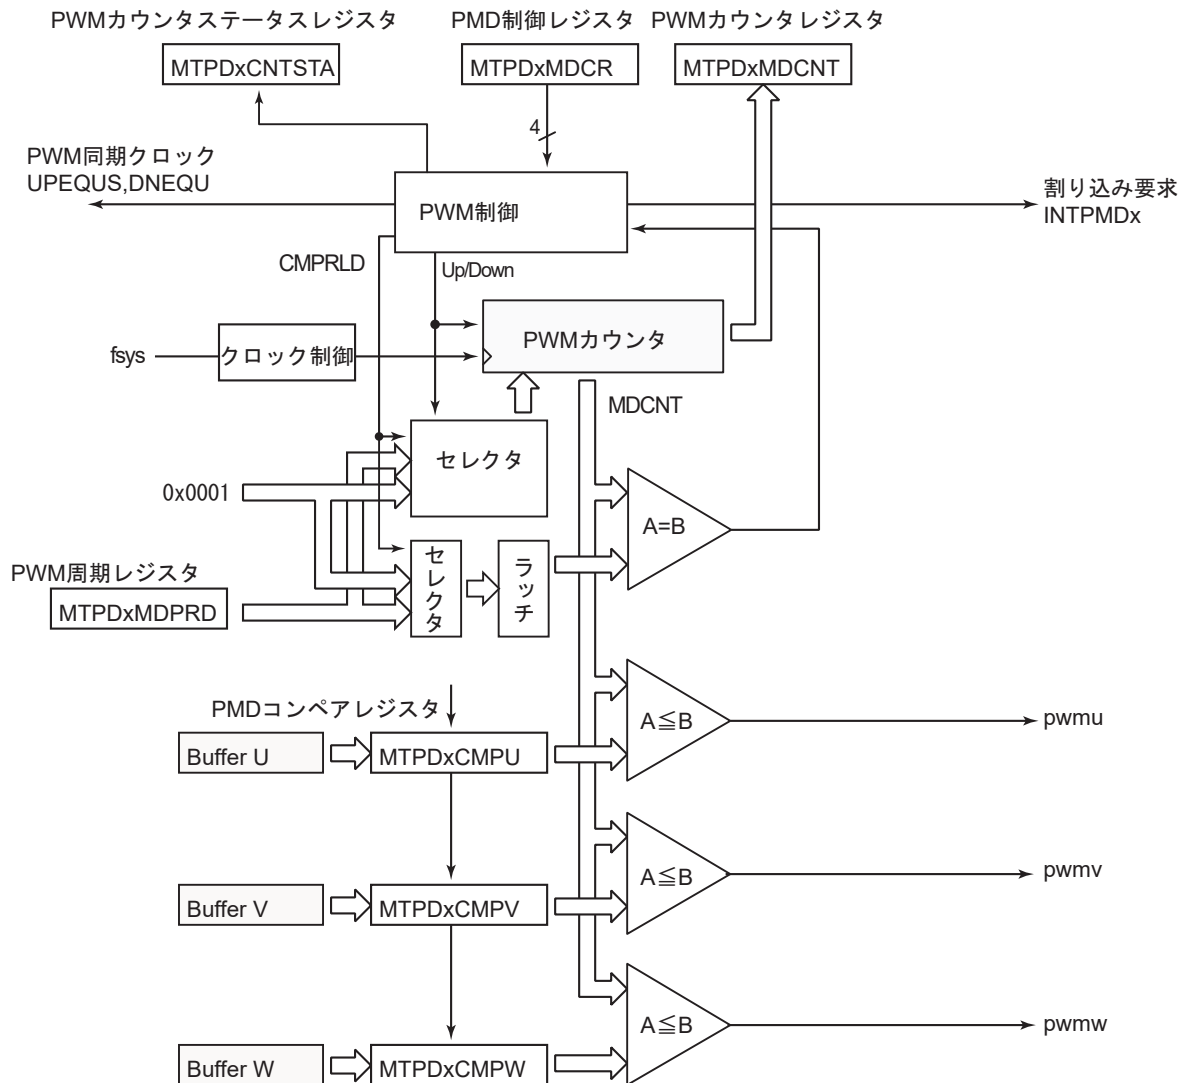 PWMカウンタステータスレジスタ
PMD制御レジスタ
PWMカウンタレジスタ
MTPDxCNTSTA
MTPDxMDCR
MTPDxMDCNT
4
PWM同期クロック
UPEQUS,DNEQU
PWM制御
割り込み要求
INTPMDx
CMPRLD
Up/Down
fsys
クロック制御
PWMカウンタ
MDCNT
セレクタ
0x0001
A=B
セレクタ
ラッチ
PWM周期レジスタ
MTPDxMDPRD
PMDコンペアレジスタ
Buffer U
MTPDxCMPU
A≦B
pwmu
Buffer V
MTPDxCMPV
A≦B
pwmv
Buffer W
MTPDxCMPW
A≦B
pwmw